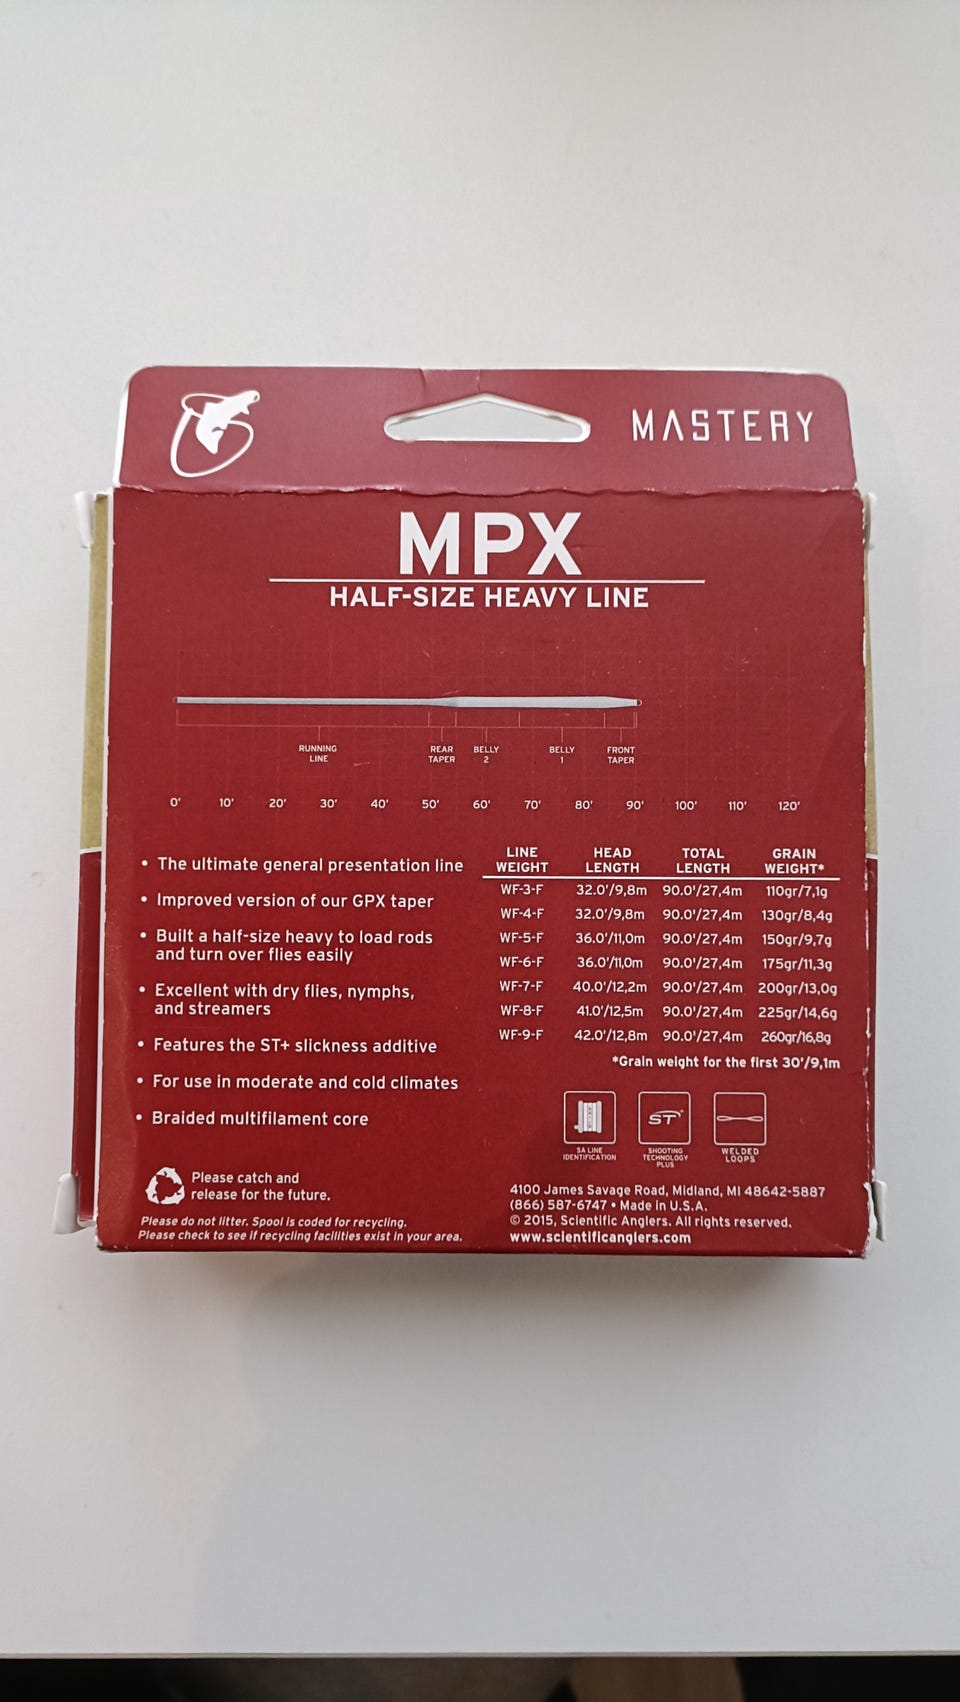 MASTERY
MPX
HALF-SIZE HEAVY LINE
RUNNING LINE
REAR TAPER
BELLY 2
BELLY 1
FRONT TAPER
0' 10' 20' 30' 40' 50' 60' 70' 80' 90' 100' 110' 120'
• The ultimate general presentation line
• Improved version of our GPX taper
• Built a half-size heavy to load rods
and turn over flies easily
• Excellent with dry flies, nymphs,
and streamers
• Features the ST+ slickness additive
• For use in moderate and cold climates
• Braided multifilament core
LINE WEIGHT HEAD LENGTH TOTAL LENGTH GRAIN WEIGHT*
WF-3-F 32.0'/9,8m 90.0'/27,4m 110gr/7,1g
WF-4-F 32.0'/9,8m 90.0'/27,4m 130gr/8,4g
WF-5-F 36.0'/11,0m 90.0'/27,4m 150gr/9,7g
WF-6-F 36.0'/11,0m 90.0'/27,4m 175gr/11,3g
WF-7-F 40.0'/12,2m 90.0'/27,4m 200gr/13,0g
WF-8-F 41.0'/12,5m 90.0'/27,4m 225gr/14,6g
WF-9-F 42.0'/12,8m 90.0'/27,4m 260gr/16,8g
*Grain weight for the first 30'/9,1m
ST+
SA LINE IDENTIFICATION
SHOOTING TECHNOLOGY PLUS
WELDED LOOPS
Please catch and
release for the future.
Please do not litter. Spool is coded for recycling.
Please check to see if recycling facilities exist in your area.
4100 James Savage Road, Midland, MI 48642-5887
(866) 587-6747 • Made in U.S.A.
© 2015, Scientific Anglers. All rights reserved.
www.scientificanglers.com